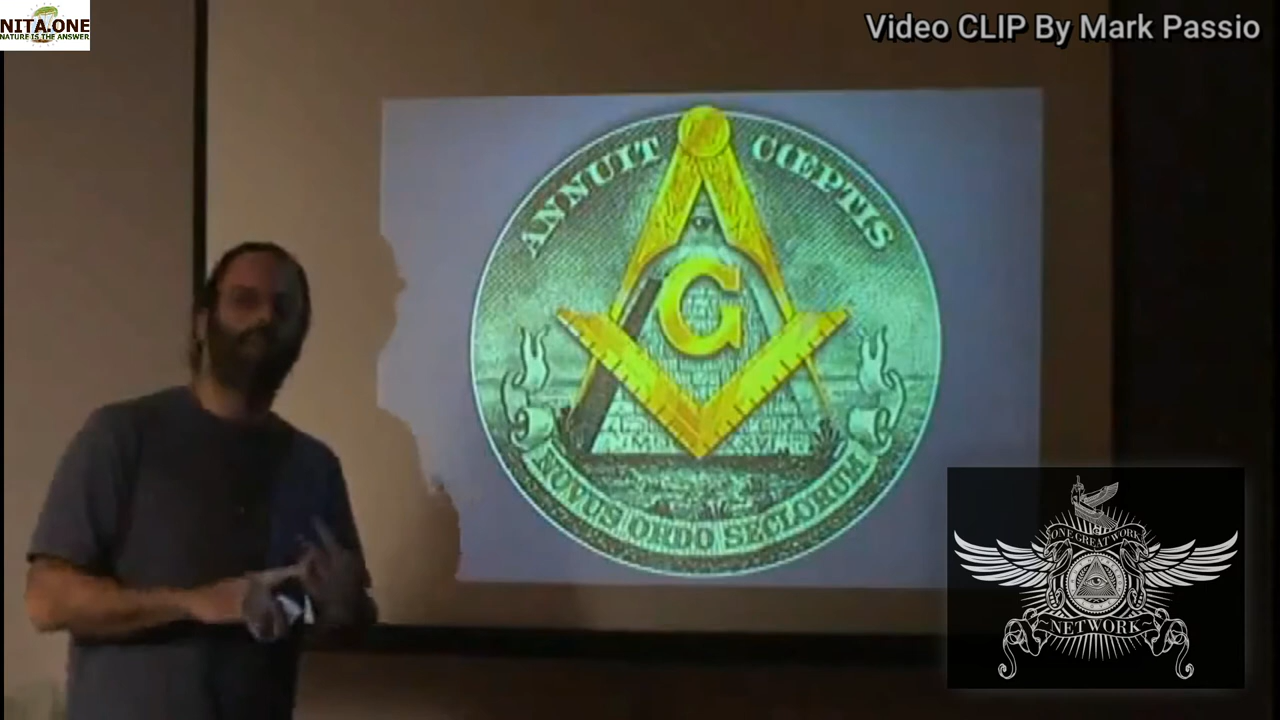 NITA.ONE
NATURE IS THE ANSWER
Video CLIP By Mark Passio
ANNUIT CŒPTIS
G
NOVUS ORDO SECLORUM
ONE GREAT WORK
NETWORK